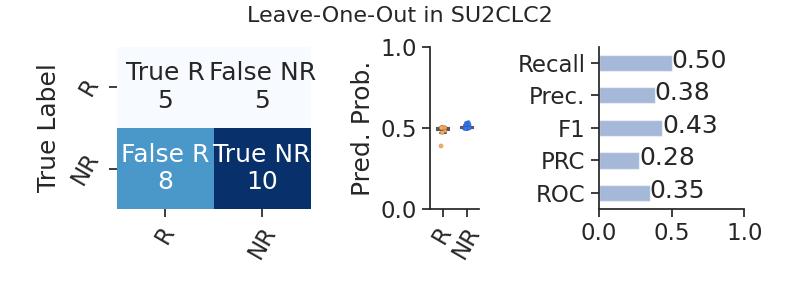 Leave-One-Out in SU2CLC2
True Label
R
NR
True R
5
False NR
5
False R
8
True NR
10
R
NR
Pred. Prob.
1.0
0.5
0.0
R
NR
Recall
Prec.
F1
PRC
ROC
0.50
0.38
0.43
0.28
0.35
0.0
0.5
1.0